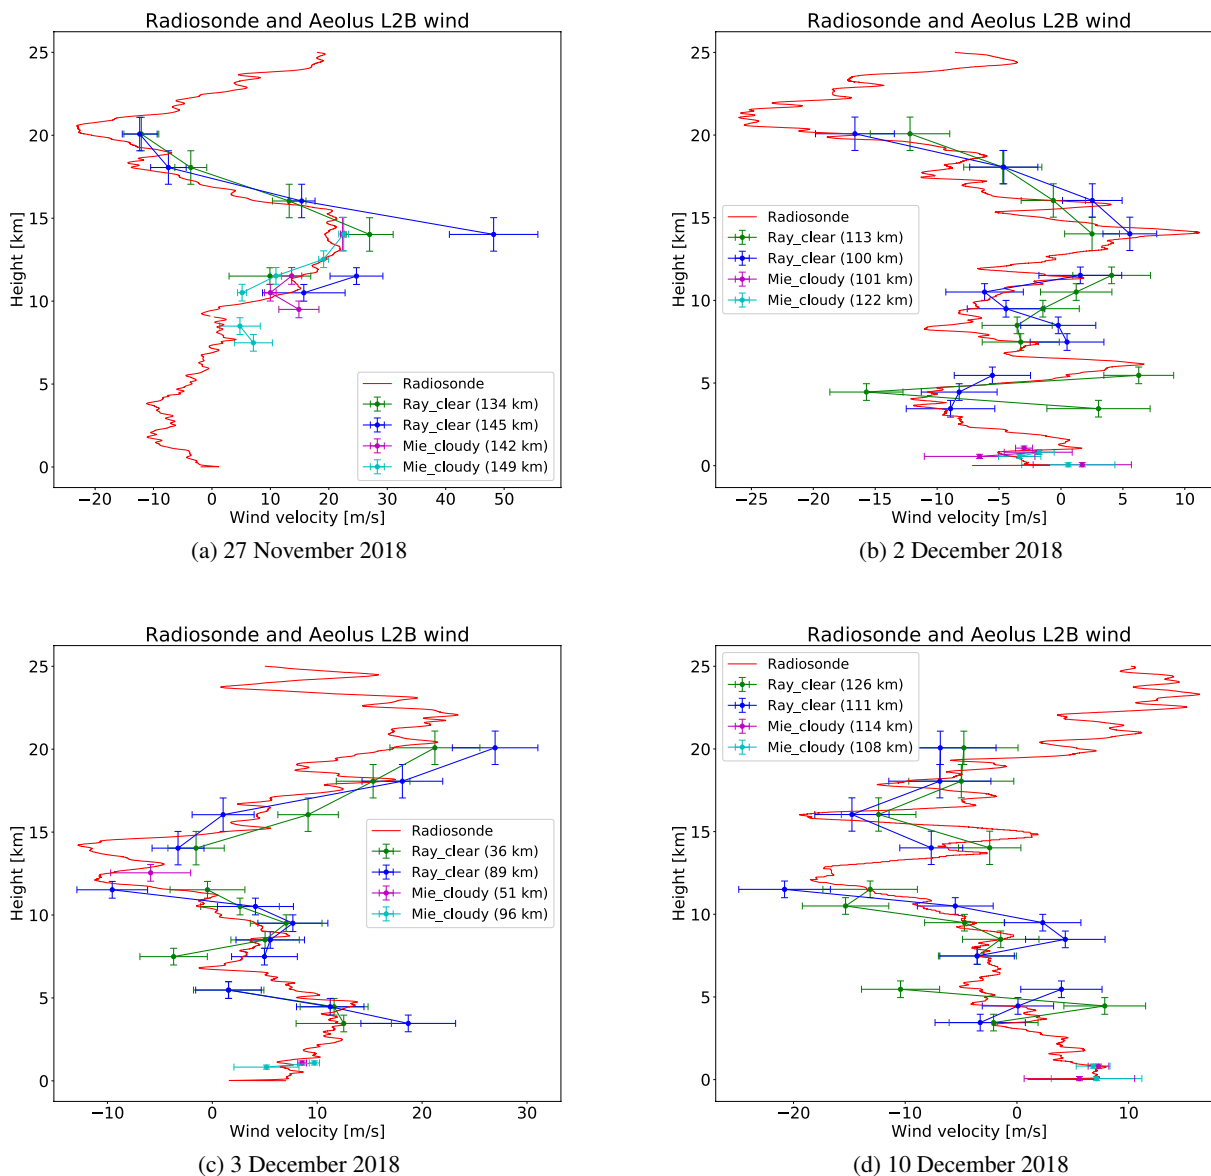 Radiosonde and Aeolus L2B wind
25
20
15
10
5
0
Height [km]
Radiosonde
Ray_clear (134 km)
Ray_clear (145 km)
Mie_cloudy (142 km)
Mie_cloudy (149 km)
−20 −10 0 10 20 30 40 50
Wind velocity [m/s]
(a) 27 November 2018
Radiosonde and Aeolus L2B wind
25
20
15
10
5
0
Height [km]
Radiosonde
Ray_clear (113 km)
Ray_clear (100 km)
Mie_cloudy (101 km)
Mie_cloudy (122 km)
−25 −20 −15 −10 −5 0 5 10
Wind velocity [m/s]
(b) 2 December 2018
Radiosonde and Aeolus L2B wind
25
20
15
10
5
0
Height [km]
Radiosonde
Ray_clear (36 km)
Ray_clear (89 km)
Mie_cloudy (51 km)
Mie_cloudy (96 km)
−10 0 10 20 30
Wind velocity [m/s]
(c) 3 December 2018
Radiosonde and Aeolus L2B wind
25
20
15
10
5
0
Height [km]
Radiosonde
Ray_clear (126 km)
Ray_clear (111 km)
Mie_cloudy (114 km)
Mie_cloudy (108 km)
−20 −10 0 10
Wind velocity [m/s]
(d) 10 December 2018